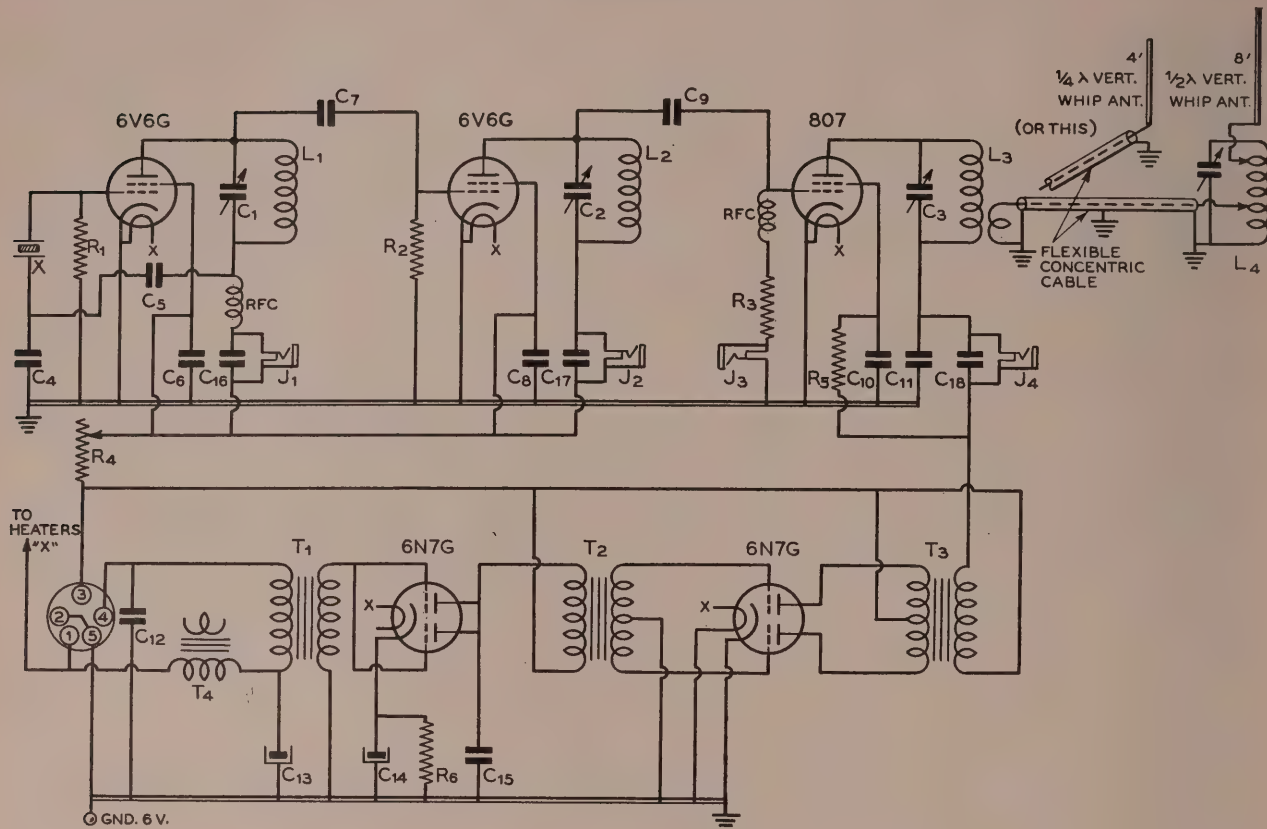 4'
8'
1/4 λ VERT.
WHIP ANT.
1/2 λ VERT.
WHIP ANT.
(OR THIS)
6V6G
C7
6V6G
C9
807
L1
L2
L3
C1
C2
C3
RFC
X
R1
X
R2
X
X
C5
RFC
R3
FLEXIBLE
CONCENTRIC
CABLE
L4
C4
C6
C16
J1
C8
C17
J2
J3
R5
C10
C11
C18
J4
R4
TO
HEATERS
"X"
T1
6N7G
T2
6N7G
T3
3
2
4
1
5
C12
X
X
T4
C13
C14
R6
C15
GND. 6 V.